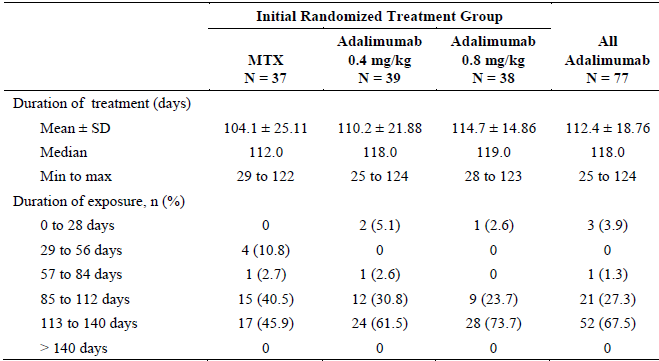 Initial Randomized Treatment Group
MTX N = 37 Adalimumab 0.4 mg/kg N = 39 Adalimumab 0.8 mg/kg N = 38 All Adalimumab N = 77
Duration of treatment (days)
Mean ± SD 104.1 ± 25.11 110.2 ± 21.88 114.7 ± 14.86 112.4 ± 18.76
Median 112.0 118.0 119.0 118.0
Min to max 29 to 122 25 to 124 28 to 123 25 to 124
Duration of exposure, n (%)
0 to 28 days 0 2 (5.1) 1 (2.6) 3 (3.9)
29 to 56 days 4 (10.8) 0 0 0
57 to 84 days 1 (2.7) 1 (2.6) 0 1 (1.3)
85 to 112 days 15 (40.5) 12 (30.8) 9 (23.7) 21 (27.3)
113 to 140 days 17 (45.9) 24 (61.5) 28 (73.7) 52 (67.5)
> 140 days 0 0 0 0